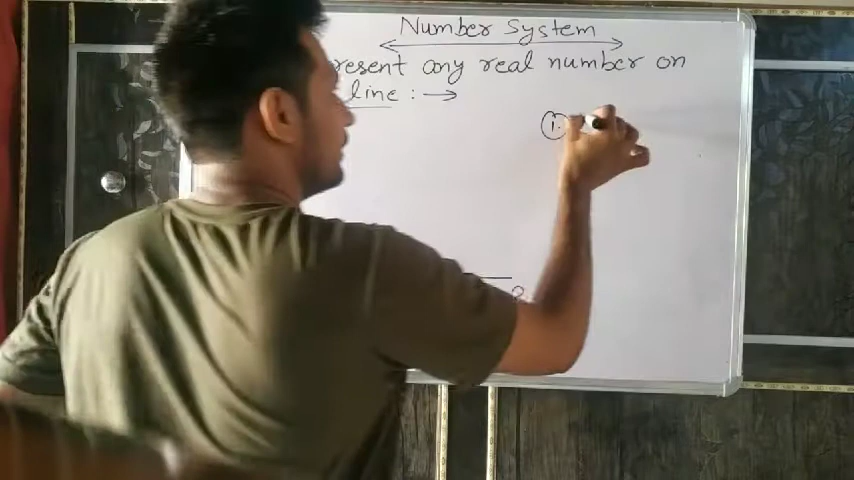 Number System
resent any real number on
line : →
1.